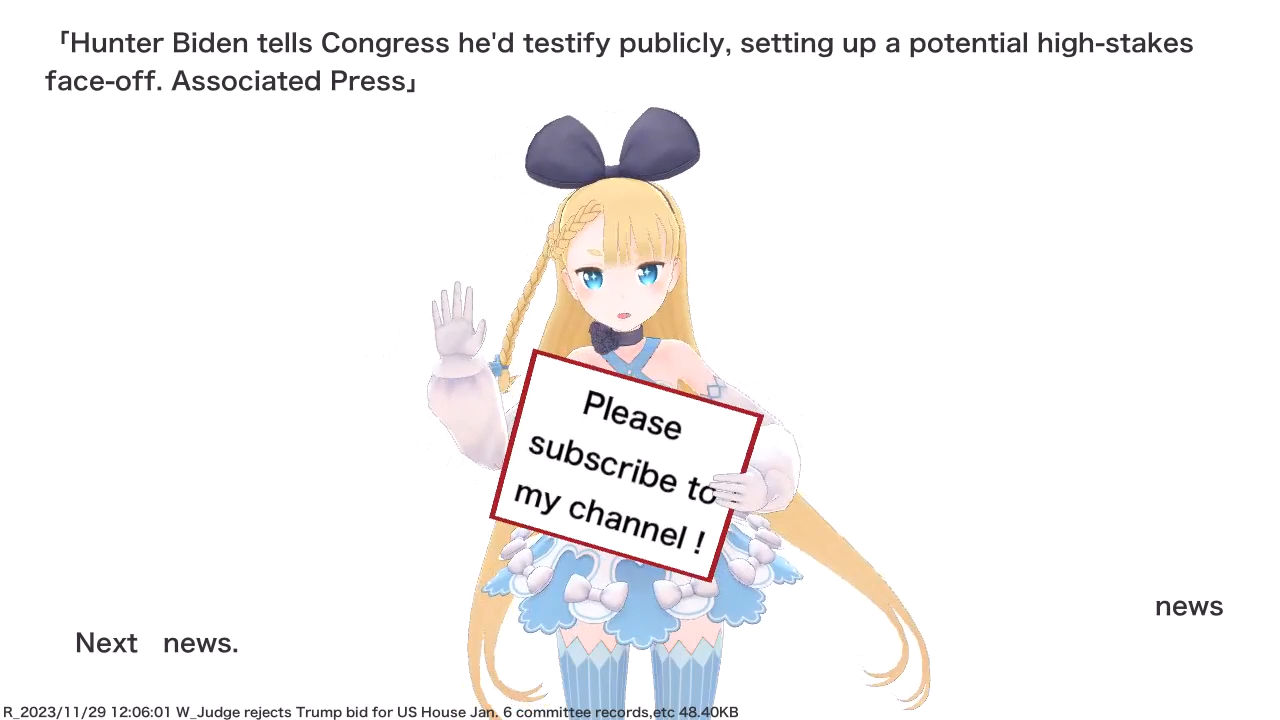 「Hunter Biden tells Congress he'd testify publicly, setting up a potential high-stakes
face-off. Associated Press」
Please
subscribe to
my channel !
news
Next news.
R_2023/11/29 12:06:01 W_Judge rejects Trump bid for US House Jan. 6 committee records,etc 48.40KB